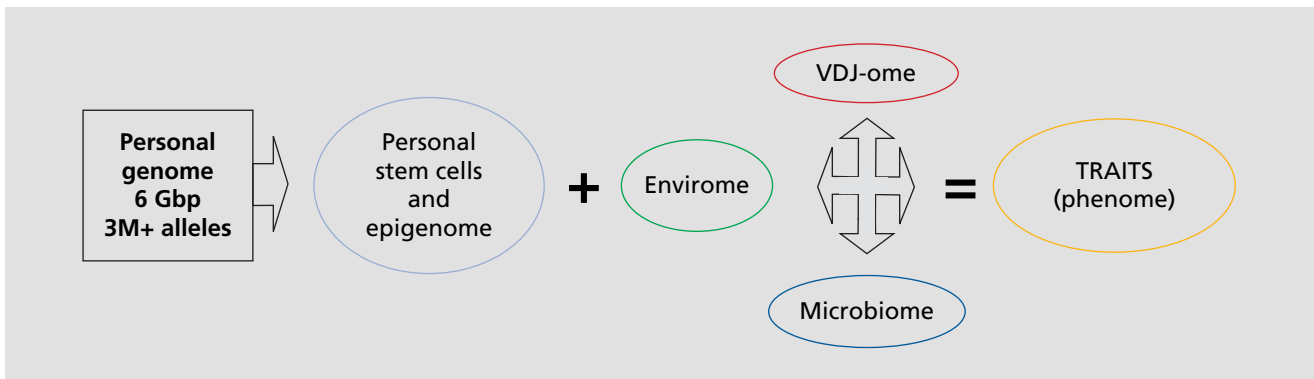 Personal
genome
6 Gbp
3M+ alleles
Personal
stem cells
and
epigenome
+
Envirome
VDJ-ome
Microbiome
=
TRAITS
(phenome)